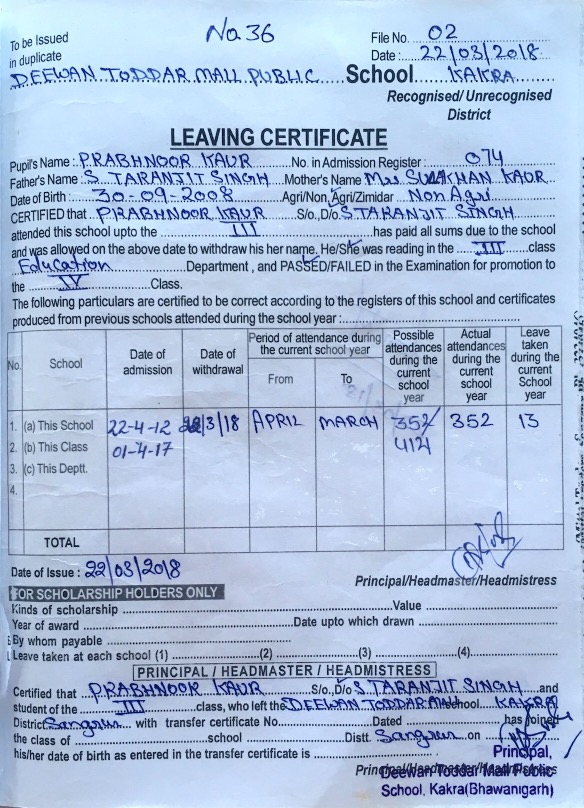 To be Issued in duplicate
No 36
File No. 02
Date : 22/03/2018
DEEWAN TODDAR MALL PUBLIC School KAKRA
Recognised/ Unrecognised
District
LEAVING CERTIFICATE
Pupil's Name : PRABHNOOR KAUR No. in Admission Register : 074
Father's Name S. TARANJIT SINGH Mother's Name Mrs SULAKHAN KAUR
Date of Birth : 30-09-2008 Agri/Non, Agri/Zimidar Non Agri
CERTIFIED that PRABHNOOR KAUR S/o.,D/o S TARANJIT SINGH
attended this school upto the III has paid all sums due to the school
and was allowed on the above date to withdraw his her name. He/She was reading in the III class
Education Department , and PASSED/FAILED in the Examination for promotion to
the IV Class.
The following particulars are certified to be correct according to the registers of this school and certificates
produced from previous schools attended during the school year :
No. School Date of admission Date of withdrawal Period of attendance during the current school year From To Possible attendances during the current school year Actual attendances during the current school year Leave taken during the current School year
1. (a) This School 22-4-12 22/3/18 APRIL MARCH 352 13
2. (b) This Class 01-4-17 414
3. (c) This Deptt.
4.
TOTAL
Date of Issue : 22/03/2018
Principal/Headmaster/Headmistress
FOR SCHOLARSHIP HOLDERS ONLY
Kinds of scholarship Value
Year of award Date upto which drawn
By whom payable
Leave taken at each school (1) (2) (3) (4)
PRINCIPAL / HEADMASTER / HEADMISTRESS
Certified that PRABHNOOR KAUR S/o.,D/o S TARANJIT SINGH and
student of the III class, who left the DEEWAN TODDAR MALL school KAKRA
District Sangrur with transfer certificate No. Dated has joined
the class of school Distt. Sangrur on
his/her date of birth as entered in the transfer certificate is
Principal/Headmaster/Headmistress
Principal,
Deewan Toddar Mall Public
School, Kakra(Bhawanigarh)